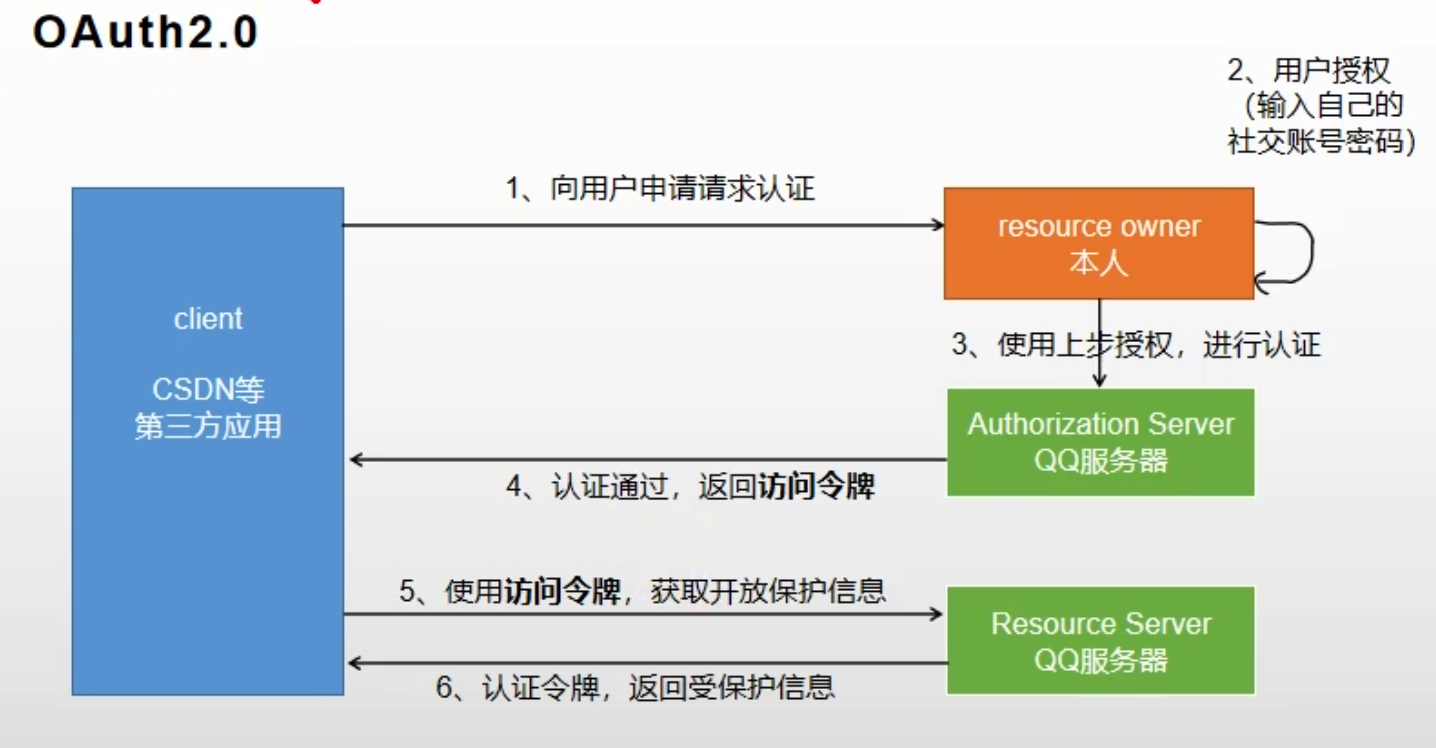 OAuth2.0
2、用户授权
（输入自己的
社交账号密码）
1、向用户申请请求认证
resource owner
本人
client
CSDN等
第三方应用
3、使用上步授权，进行认证
Authorization Server
QQ服务器
4、认证通过，返回访问令牌
5、使用访问令牌，获取开放保护信息
Resource Server
QQ服务器
6、认证令牌，返回受保护信息